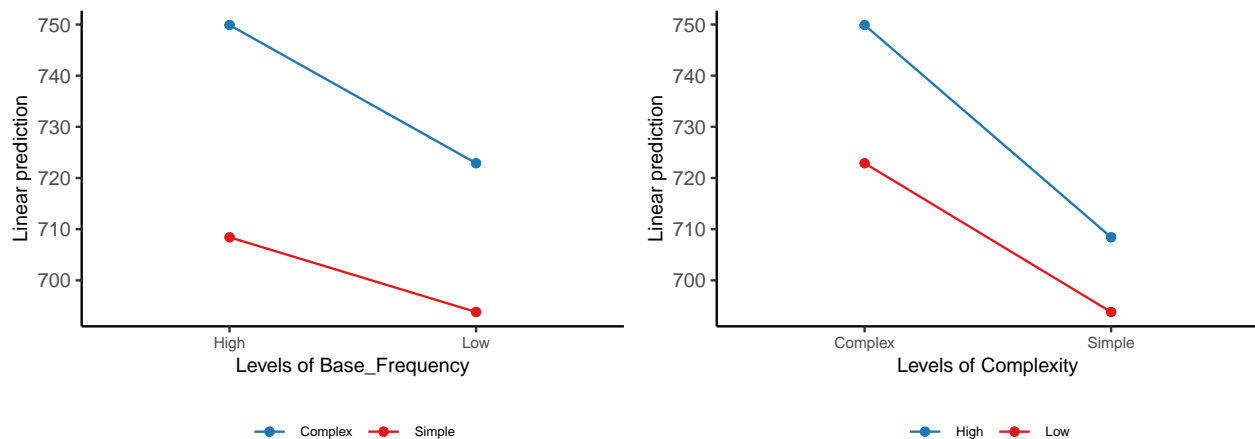 750
740
730
720
710
700
Linear prediction
High Low
Levels of Base_Frequency
Complex Simple
750
740
730
720
710
700
Linear prediction
Complex Simple
Levels of Complexity
High Low